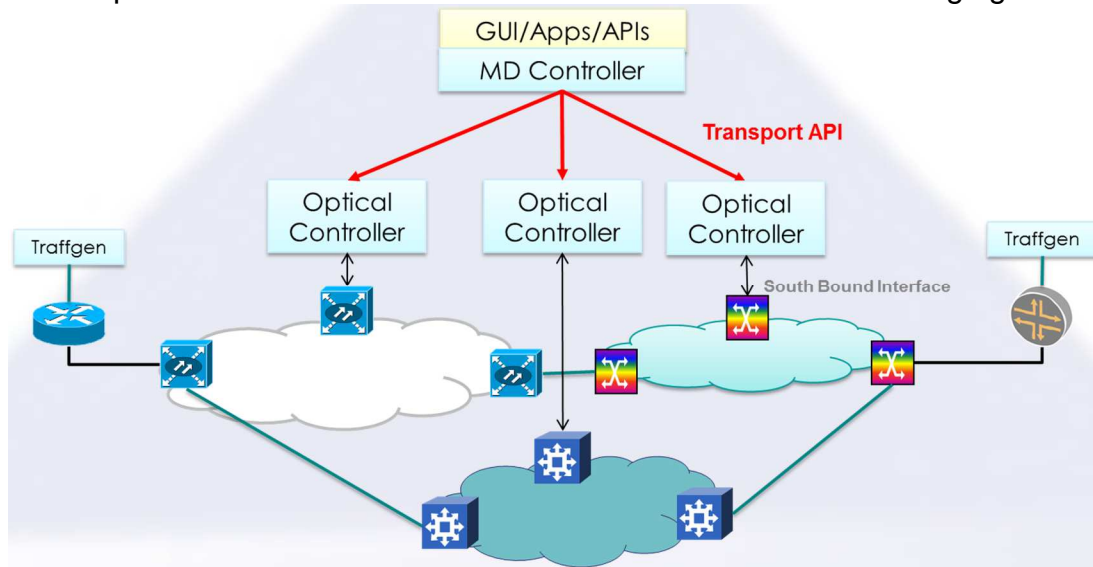 GUI/Apps/APIs
MD Controller
Transport API
Optical
Controller
Optical
Controller
Optical
Controller
Traffgen
Traffgen
South Bound Interface